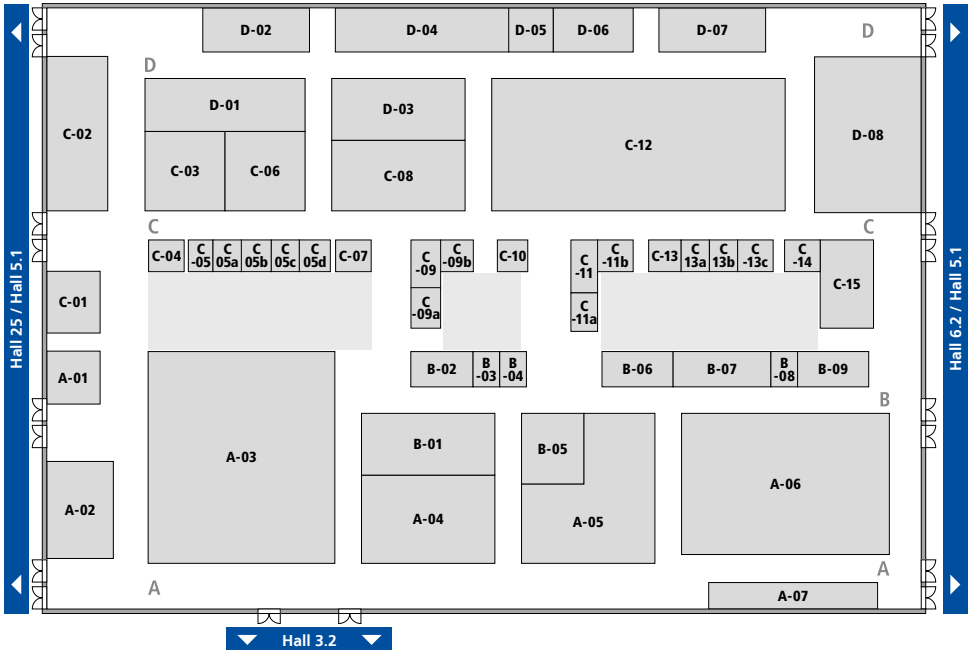 D-02
D-04
D-05
D-06
D-07
D
D
D-01
D-03
C-12
D-08
C-02
C-03
C-06
C-08
C
C
C-04
C
-05
C
05a
C
05b
C
05c
C
05d
C-07
C
-09
C
-09b
C-10
C
-11
C
-11b
C-13
C
13a
C
13b
C
-13c
C
-14
C-15
C-01
C
-09a
C
-11a
Hall 25 / Hall 5.1
Hall 6.2 / Hall 5.1
A-01
B-02
B
-03
B
-04
B-06
B-07
B
-08
B-09
B
A-03
B-01
B-05
A-06
A-02
A-04
A-05
A
A
A-07
Hall 3.2